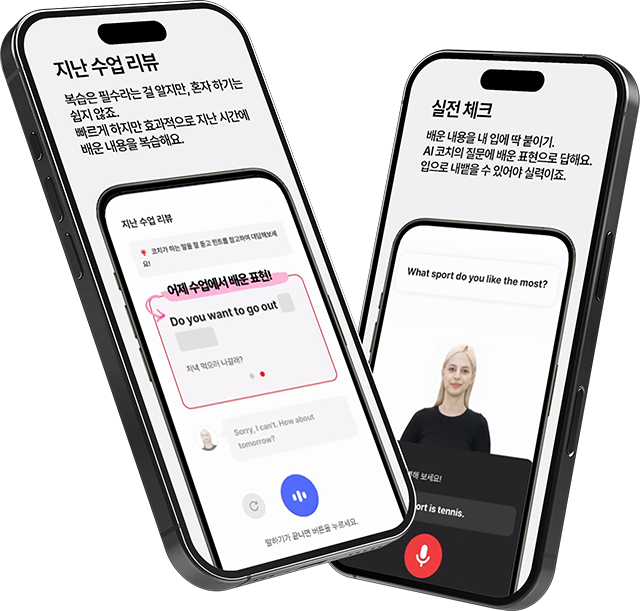 지난 수업 리뷰
복습은 필수라는 걸 알지만, 혼자 하기는
쉽지 않죠.
빠르게 하지만 효과적으로 지난 시간에
배운 내용을 복습해요.
지난 수업 리뷰
코치가 하는 말을 잘 듣고 힌트를 참고하여 대답해보세
요!
어제 수업에서 배운 표현!
Do you want to go out
저녁 먹으러 나갈래?
Sorry, I can't. How about
tomorrow?
말하기가 끝나면 버튼을 누르세요.
실전 체크
배운 내용을 내 입에 딱 붙이기.
AI 코치의 질문에 배운 표현으로 답해요.
입으로 내뱉을 수 있어야 실력이죠.
What sport do you like the most?
해 보세요!
ort is tennis.